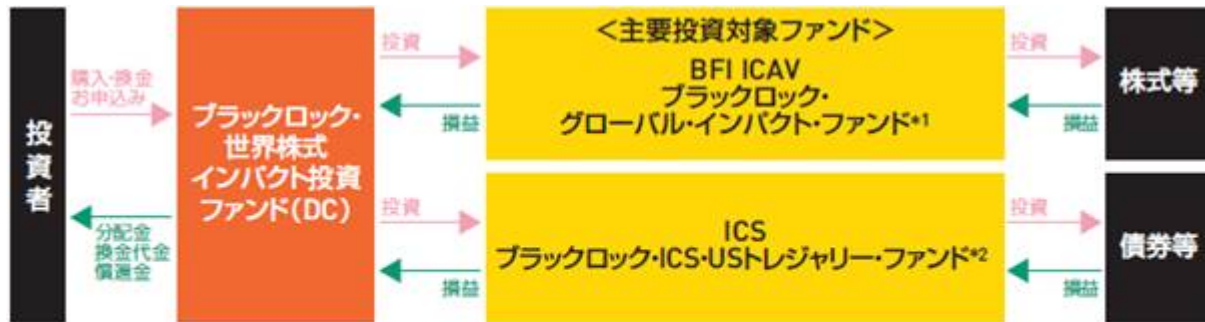 投資者
購入・換金
お申込み
分配金
換金代金
償還金
ブラックロック・
世界株式
インパクト投資
ファンド(DC)
投資
損益
投資
損益
<主要投資対象ファンド>
BFI ICAV
ブラックロック・
グローバル・インパクト・ファンド*1
ICS
ブラックロック・ICS・USトレジャリー・ファンド*2
投資
損益
投資
損益
株式等
債券等